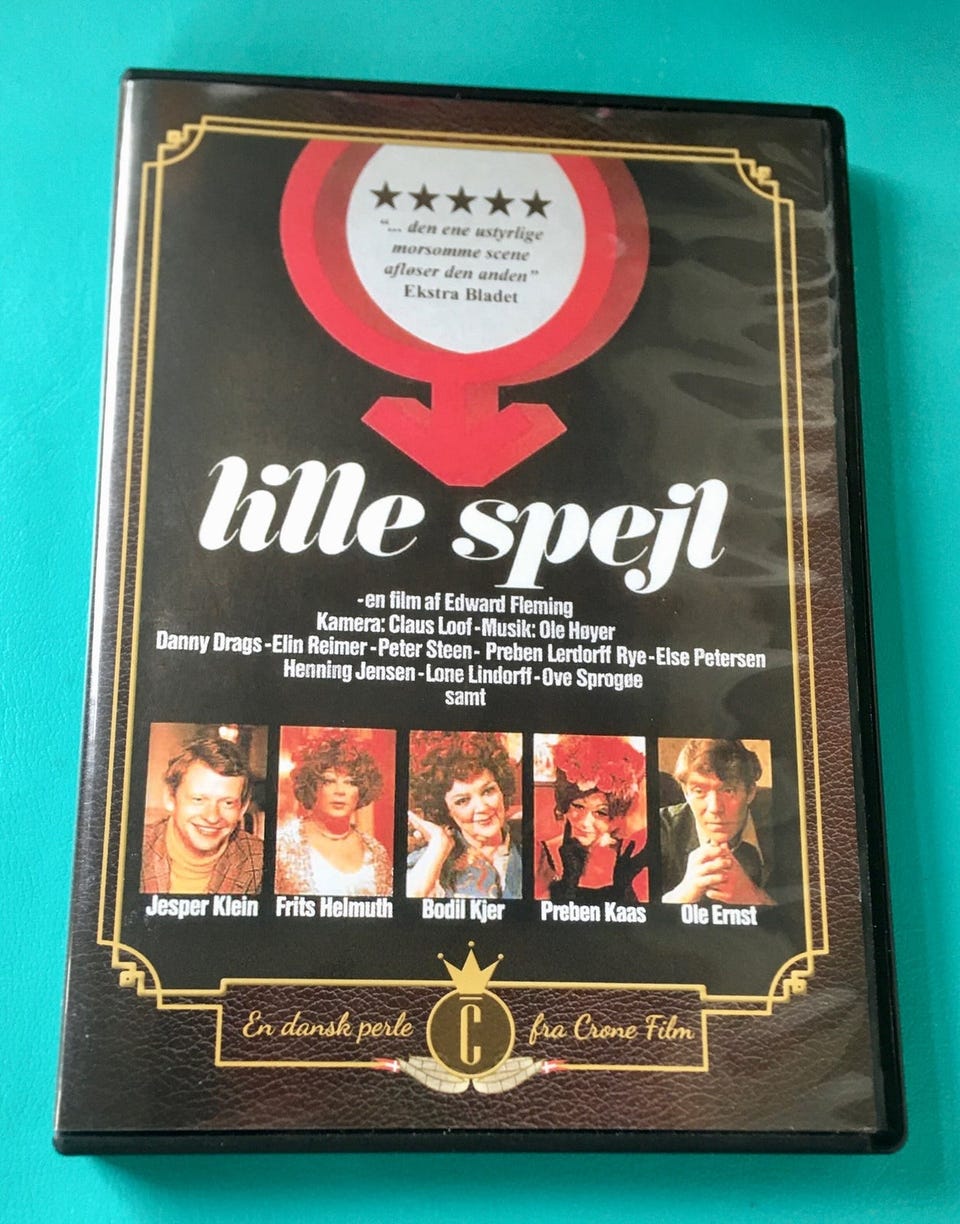 ★★★★★
"... den ene ustyrlige
morsomme scene
afløser den anden"
Ekstra Bladet
lille spejl
-en film af Edward Fleming
Kamera: Claus Loof-Musik: Ole Høyer
Danny Drags-Elin Reimer-Peter Steen- Preben Lerdorff Rye-Else Petersen
Henning Jensen-Lone Lindorff-Ove Sprogøe
samt
Jesper Klein Frits Helmuth Bodil Kjer Preben Kaas Ole Ernst
En dansk perle C fra Crone Film